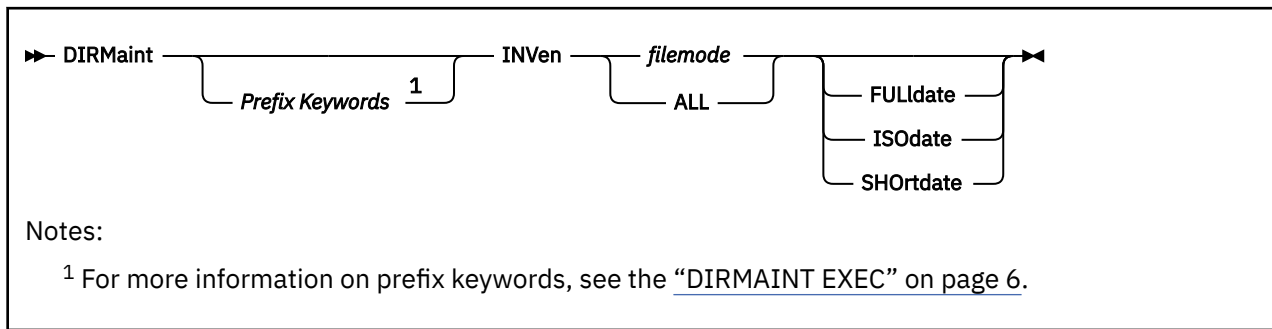 DIRMaint INVen filemode
Prefix Keywords 1 ALL FULldate
ISOdate
SHOrtdate
Notes:
1 For more information on prefix keywords, see the “DIRMAINT EXEC” on page 6.